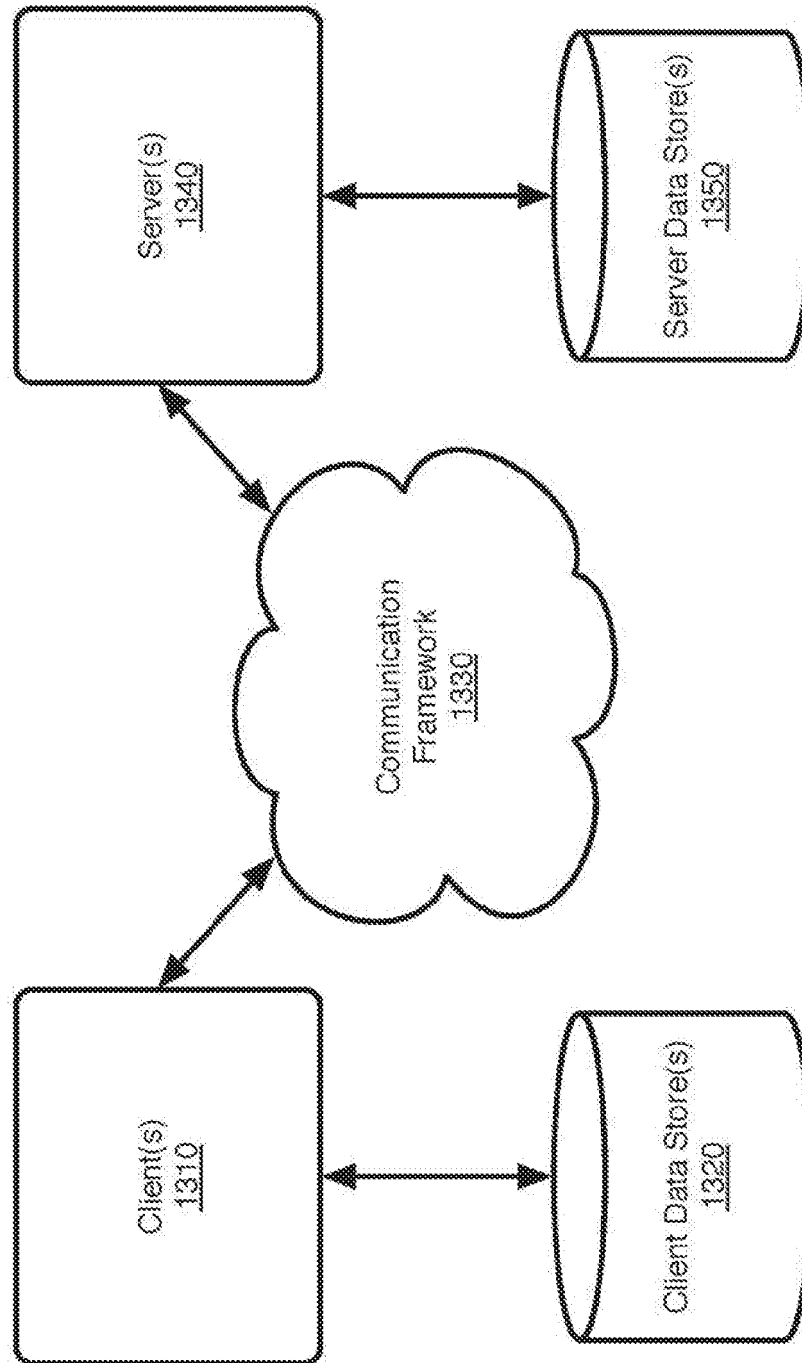 Client(s)
1310
Client Data Store(s)
1320
Communication
Framework
1330
Server(s)
1340
Server Data Store(s)
1350